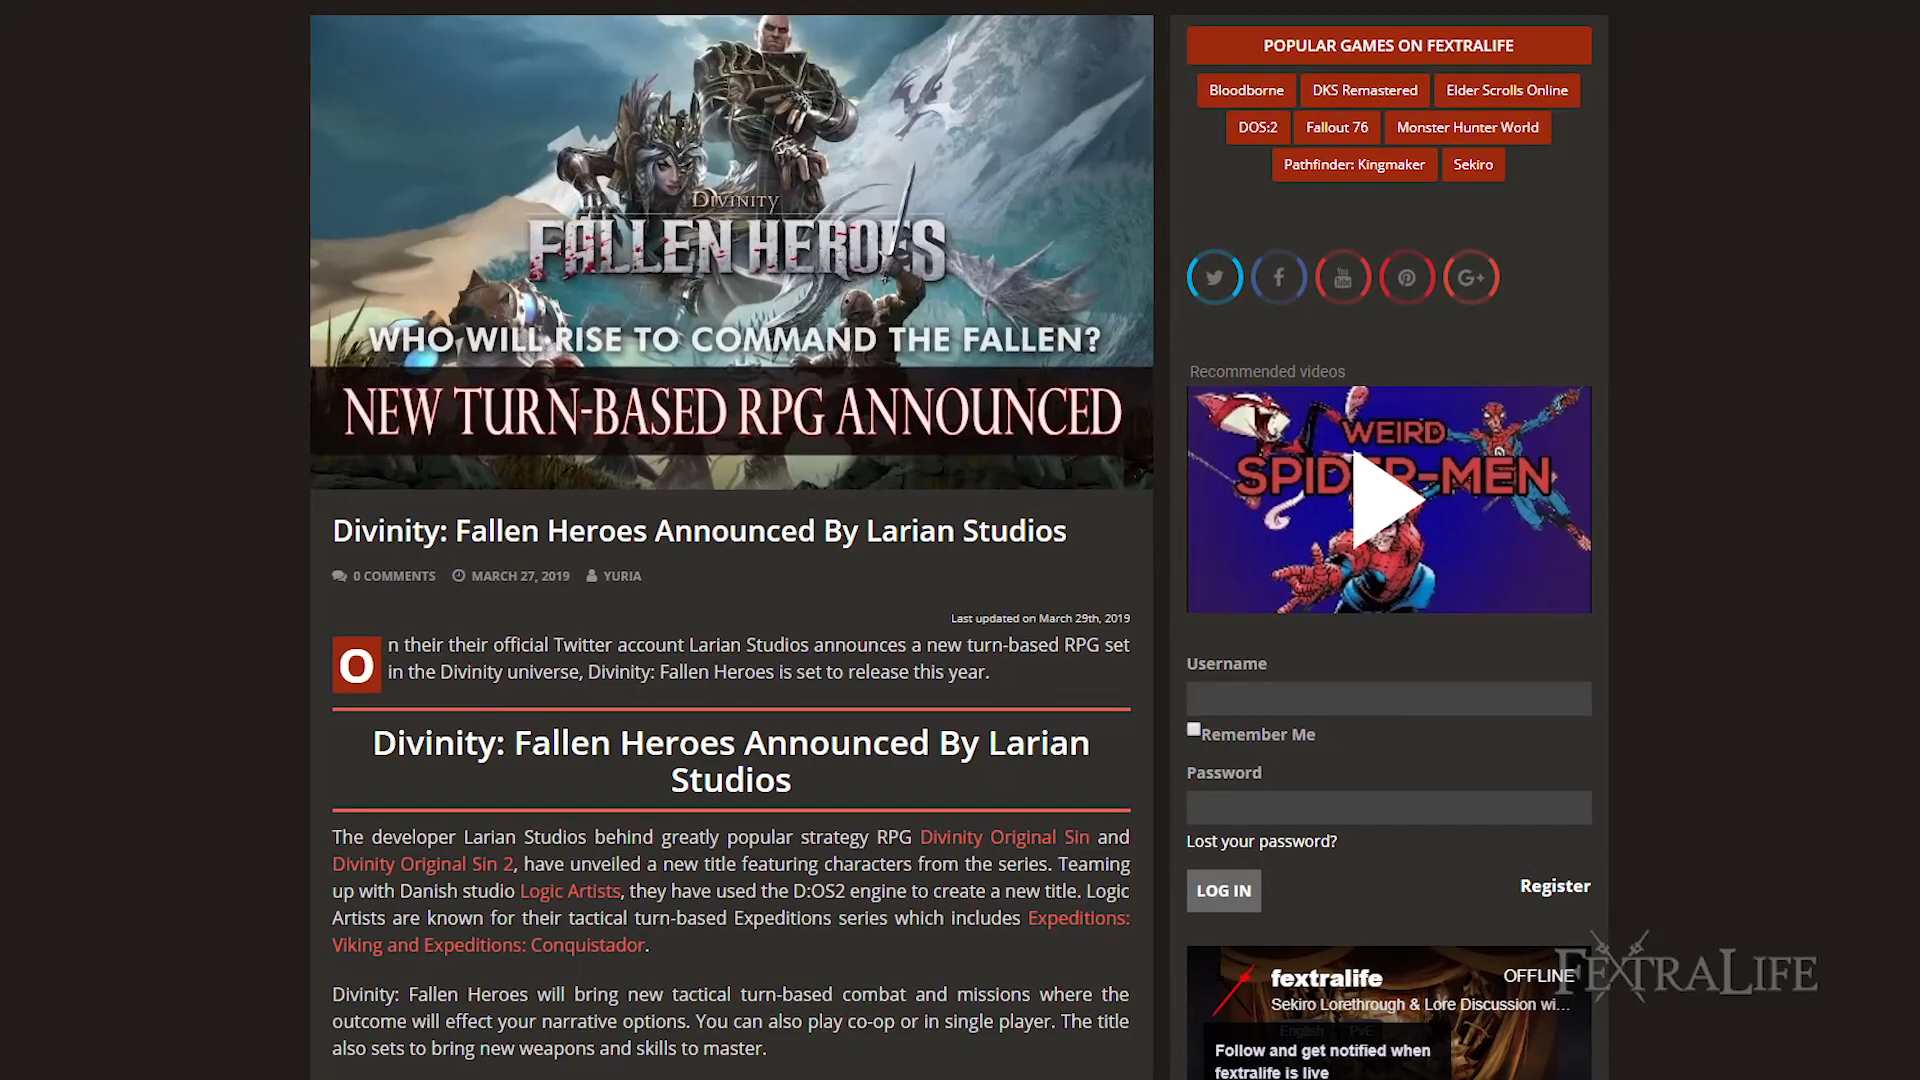 DIVINITY
FALLEN HEROES
WHO WILL RISE TO COMMAND THE FALLEN?
NEW TURN-BASED RPG ANNOUNCED
Divinity: Fallen Heroes Announced By Larian Studios
0 COMMENTS MARCH 27, 2019 YURIA
Last updated on March 29th, 2019
On their their official Twitter account Larian Studios announces a new turn-based RPG set
in the Divinity universe, Divinity: Fallen Heroes is set to release this year.
Divinity: Fallen Heroes Announced By Larian
Studios
The developer Larian Studios behind greatly popular strategy RPG Divinity Original Sin and
Divinity Original Sin 2, have unveiled a new title featuring characters from the series. Teaming
up with Danish studio Logic Artists, they have used the D:OS2 engine to create a new title. Logic
Artists are known for their tactical turn-based Expeditions series which includes Expeditions:
Viking and Expeditions: Conquistador.
Divinity: Fallen Heroes will bring new tactical turn-based combat and missions where the
outcome will effect your narrative options. You can also play co-op or in single player. The title
also sets to bring new weapons and skills to master.
POPULAR GAMES ON FEXTRALIFE
Bloodborne DKS Remastered Elder Scrolls Online
DOS:2 Fallout 76 Monster Hunter World
Pathfinder: Kingmaker Sekiro
You Tube
G+
Recommended videos
WEIRD
SPIDER-MEN
Username
Remember Me
Password
Lost your password?
LOG IN Register
fextralife OFFLINE
Sekiro Lorethrough & Lore Discussion wi...
English PvE
Follow and get notified when
fextralife is live
FEXTRALIFE